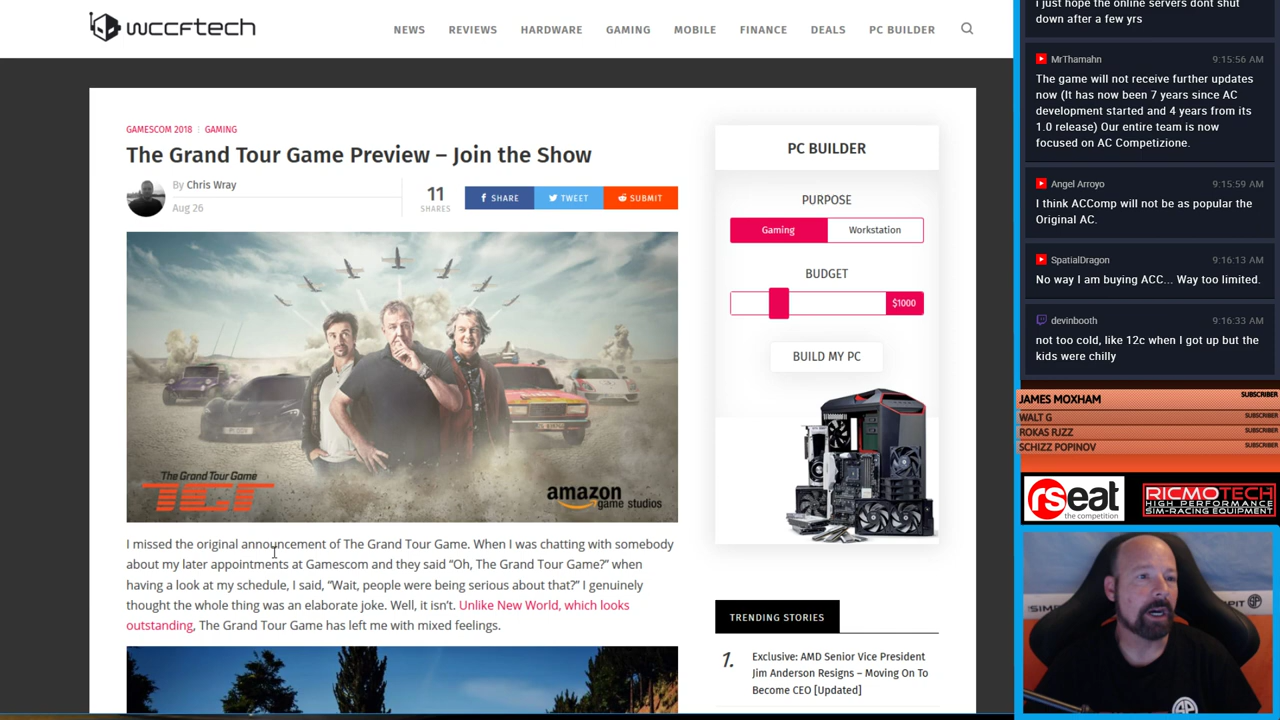 wccftech
NEWS
REVIEWS
HARDWARE
GAMING
MOBILE
FINANCE
DEALS
PC BUILDER
GAMESCOM 2018 | GAMING
The Grand Tour Game Preview – Join the Show
By Chris Wray
Aug 26
11
SHARES
SHARE
TWEET
SUBMIT
The Grand Tour Game
TGT
amazon
game studios
I missed the original announcement of The Grand Tour Game. When I was chatting with somebody
about my later appointments at Gamescom and they said “Oh, The Grand Tour Game?” when
having a look at my schedule, I said, “Wait, people were being serious about that?” I genuinely
thought the whole thing was an elaborate joke. Well, it isn’t. Unlike New World, which looks
outstanding, The Grand Tour Game has left me with mixed feelings.
PC BUILDER
PURPOSE
Gaming
Workstation
BUDGET
$1000
BUILD MY PC
TRENDING STORIES
1. Exclusive: AMD Senior Vice President
Jim Anderson Resigns – Moving On To
Become CEO [Updated]
i just hope the online servers dont shut
down after a few yrs
MrThamahn 9:15:56 AM
The game will not receive further updates
now (It has now been 7 years since AC
development started and 4 years from its
1.0 release) Our entire team is now
focused on AC Competizione.
Angel Arroyo 9:15:59 AM
I think ACComp will not be as popular the
Original AC.
SpatialDragon 9:16:13 AM
No way I am buying ACC... Way too limited.
devinbooth 9:16:33 AM
not too cold, like 12c when I got up but the
kids were chilly
JAMES MOXHAM SUBSCRIBER
WALT G SUBSCRIBER
ROKAS RJZZ SUBSCRIBER
SCHIZZ POPINOV SUBSCRIBER
rseat
the competition
RICMOTECH
HIGH PERFORMANCE
SIM-RACING EQUIPMENT